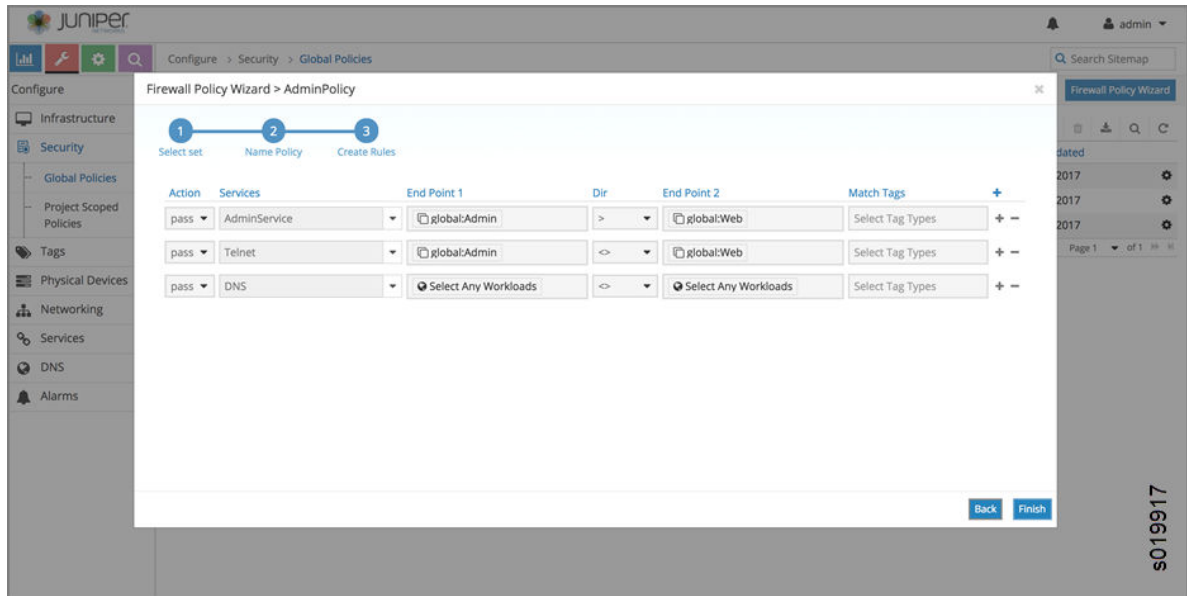 JUNIPER
NETWORKS
admin
Configure > Security > Global Policies
Search Sitemap
Configure
Firewall Policy Wizard > AdminPolicy
Firewall Policy Wizard
Infrastructure
Security
Global Policies
Project Scoped
Policies
Tags
Physical Devices
Networking
Services
DNS
Alarms
1 2 3
Select set Name Policy Create Rules
Action Services End Point 1 Dir End Point 2 Match Tags +
pass AdminService global:Admin > global:Web Select Tag Types + −
pass Telnet global:Admin <> global:Web Select Tag Types + −
pass DNS Select Any Workloads <> Select Any Workloads Select Tag Types + −
dated
2017
2017
2017
Page 1 of 1
Back Finish
s019917